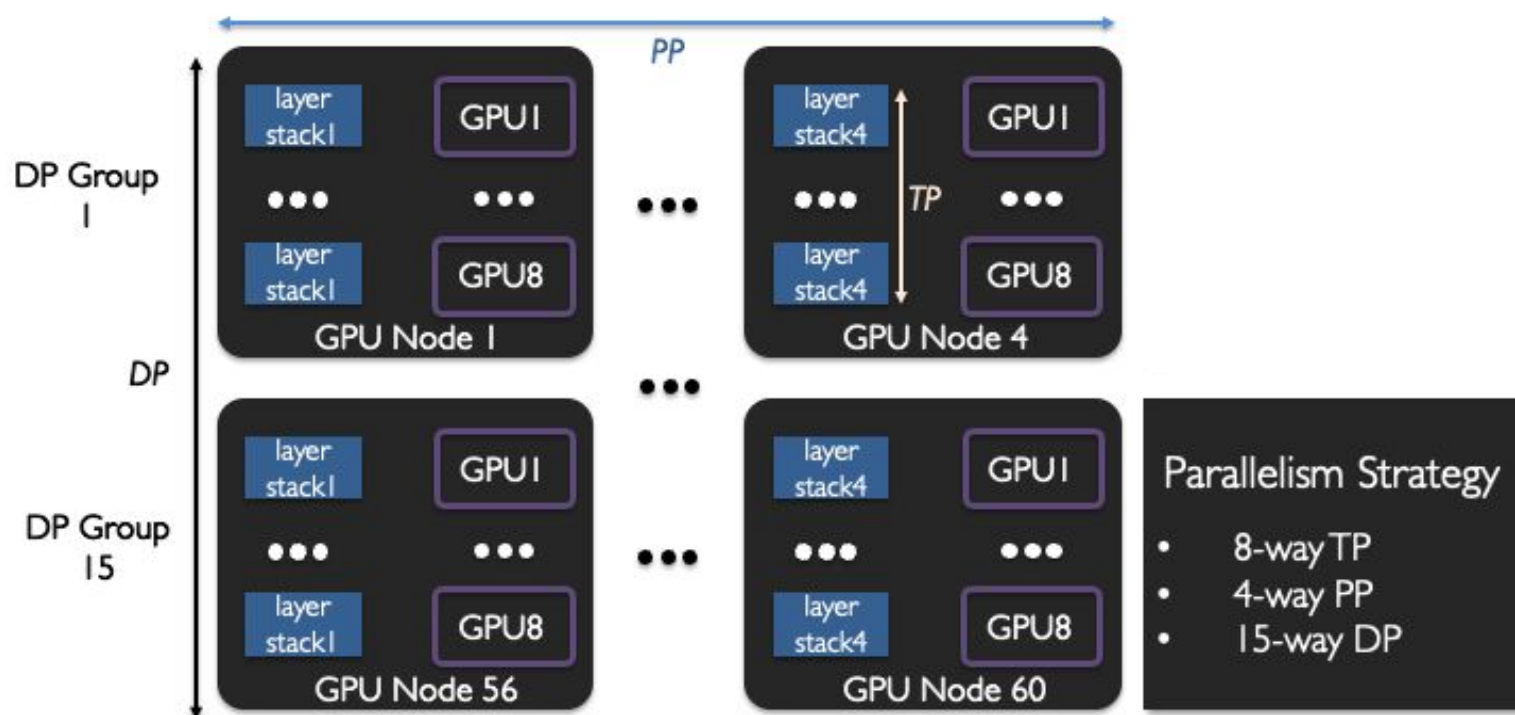 PP
DP Group
1
layer
stack1
GPU1
layer
stack1
GPU8
GPU Node 1
layer
stack4
GPU1
TP
layer
stack4
GPU8
GPU Node 4
DP
DP Group
15
layer
stack1
GPU1
layer
stack1
GPU8
GPU Node 56
layer
stack4
GPU1
layer
stack4
GPU8
GPU Node 60
Parallelism Strategy
• 8-way TP
• 4-way PP
• 15-way DP